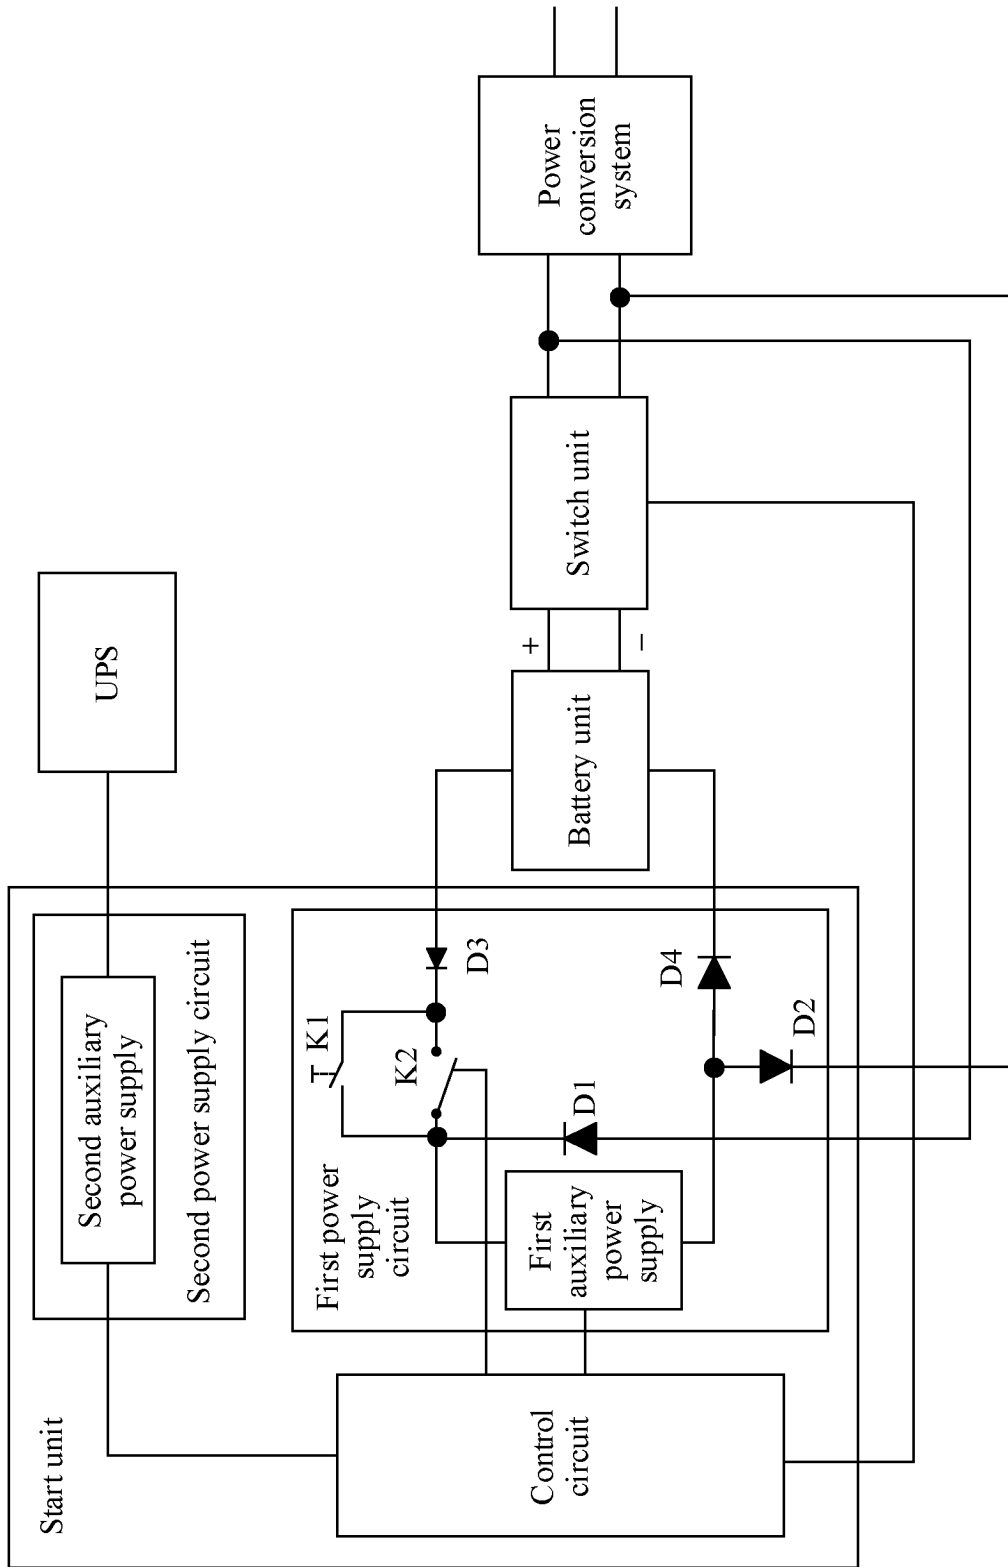 Start unit
Second auxiliary
power supply
Second power supply circuit
UPS
First power
supply
circuit
K1
K2
D3
D1
D4
D2
First
auxiliary
power
supply
Control
circuit
Battery unit
+
−
Switch unit
Power
conversion
system